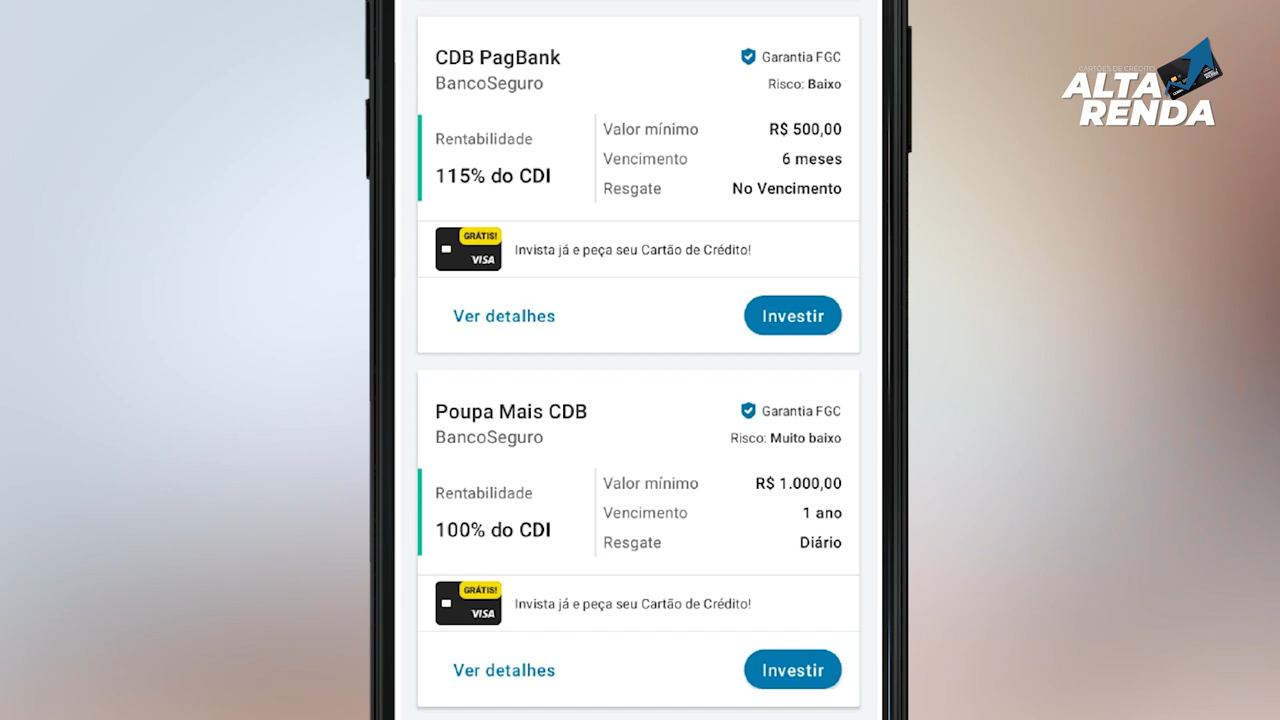 CDB PagBank
BancoSeguro
Garantia FGC
Risco: Baixo
Rentabilidade
115% do CDI
Valor mínimo R$ 500,00
Vencimento 6 meses
Resgate No Vencimento
GRÁTIS!
VISA
Invista já e peça seu Cartão de Crédito!
Ver detalhes
Investir
Poupa Mais CDB
BancoSeguro
Garantia FGC
Risco: Muito baixo
Rentabilidade
100% do CDI
Valor mínimo R$ 1.000,00
Vencimento 1 ano
Resgate Diário
GRÁTIS!
VISA
Invista já e peça seu Cartão de Crédito!
Ver detalhes
Investir
CARTÕES DE CRÉDITO
ALTA
RENDA